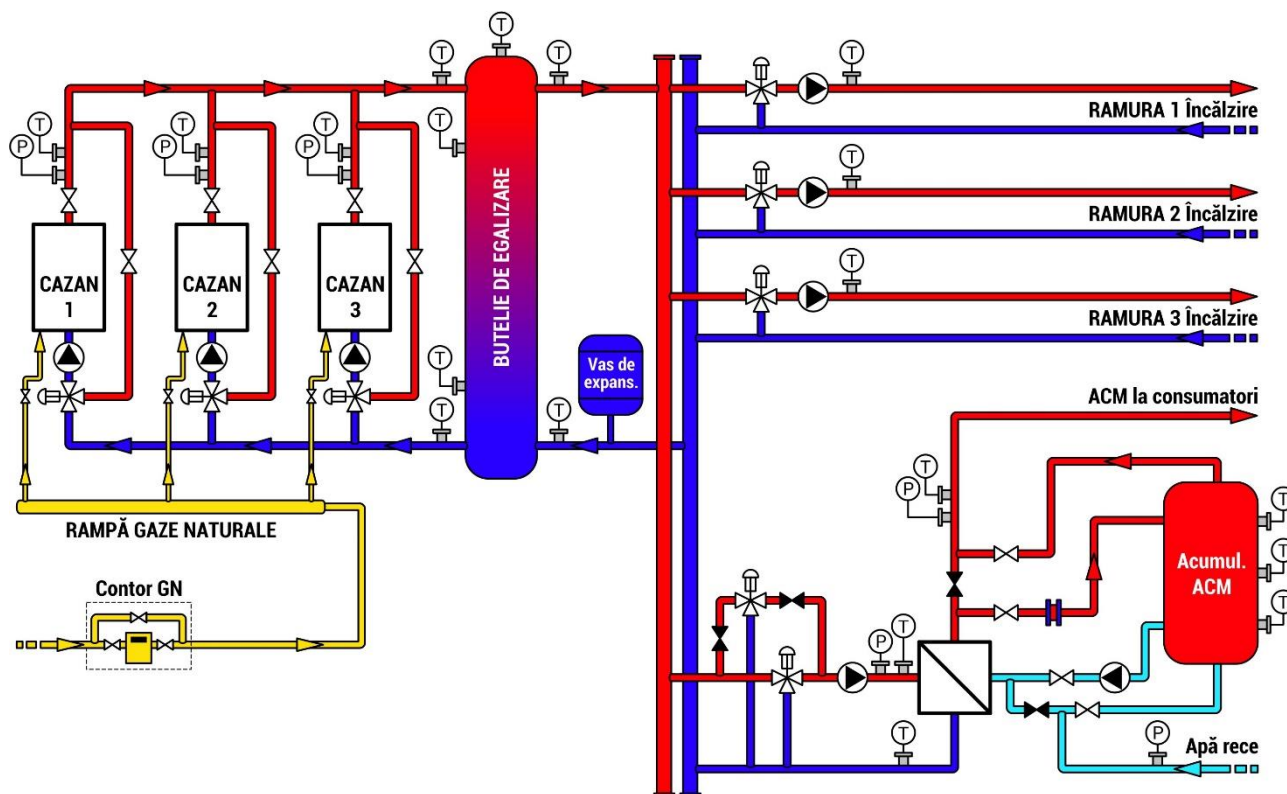 T
T
T
T
RAMURA 1 Încălzire
T
P
T
P
T
P
T
T
RAMURA 2 Încălzire
CAZAN
1
CAZAN
2
CAZAN
3
BUTELIE DE EGALIZARE
T
RAMURA 3 Încălzire
T
Vas de
expans.
T
T
ACM la consumatori
RAMPĂ GAZE NATURALE
T
P
T
T
T
Acumul.
ACM
Contor GN
P
T
T
P
Apă rece